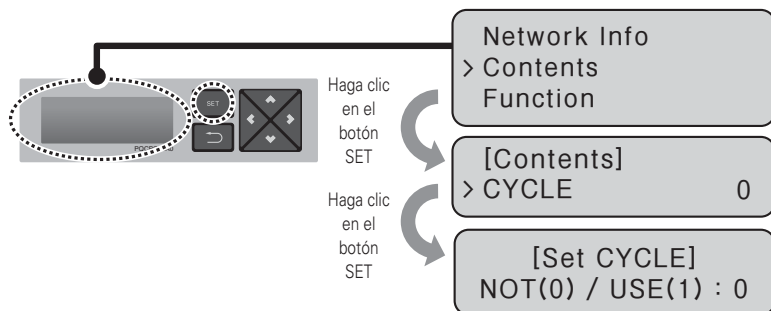 Network Info
> Contents
Function
Haga clic
en el
botón
SET
SET
[Contents]
> CYCLE 0
Haga clic
en el
botón
SET
[Set CYCLE]
NOT(0) / USE(1) : 0